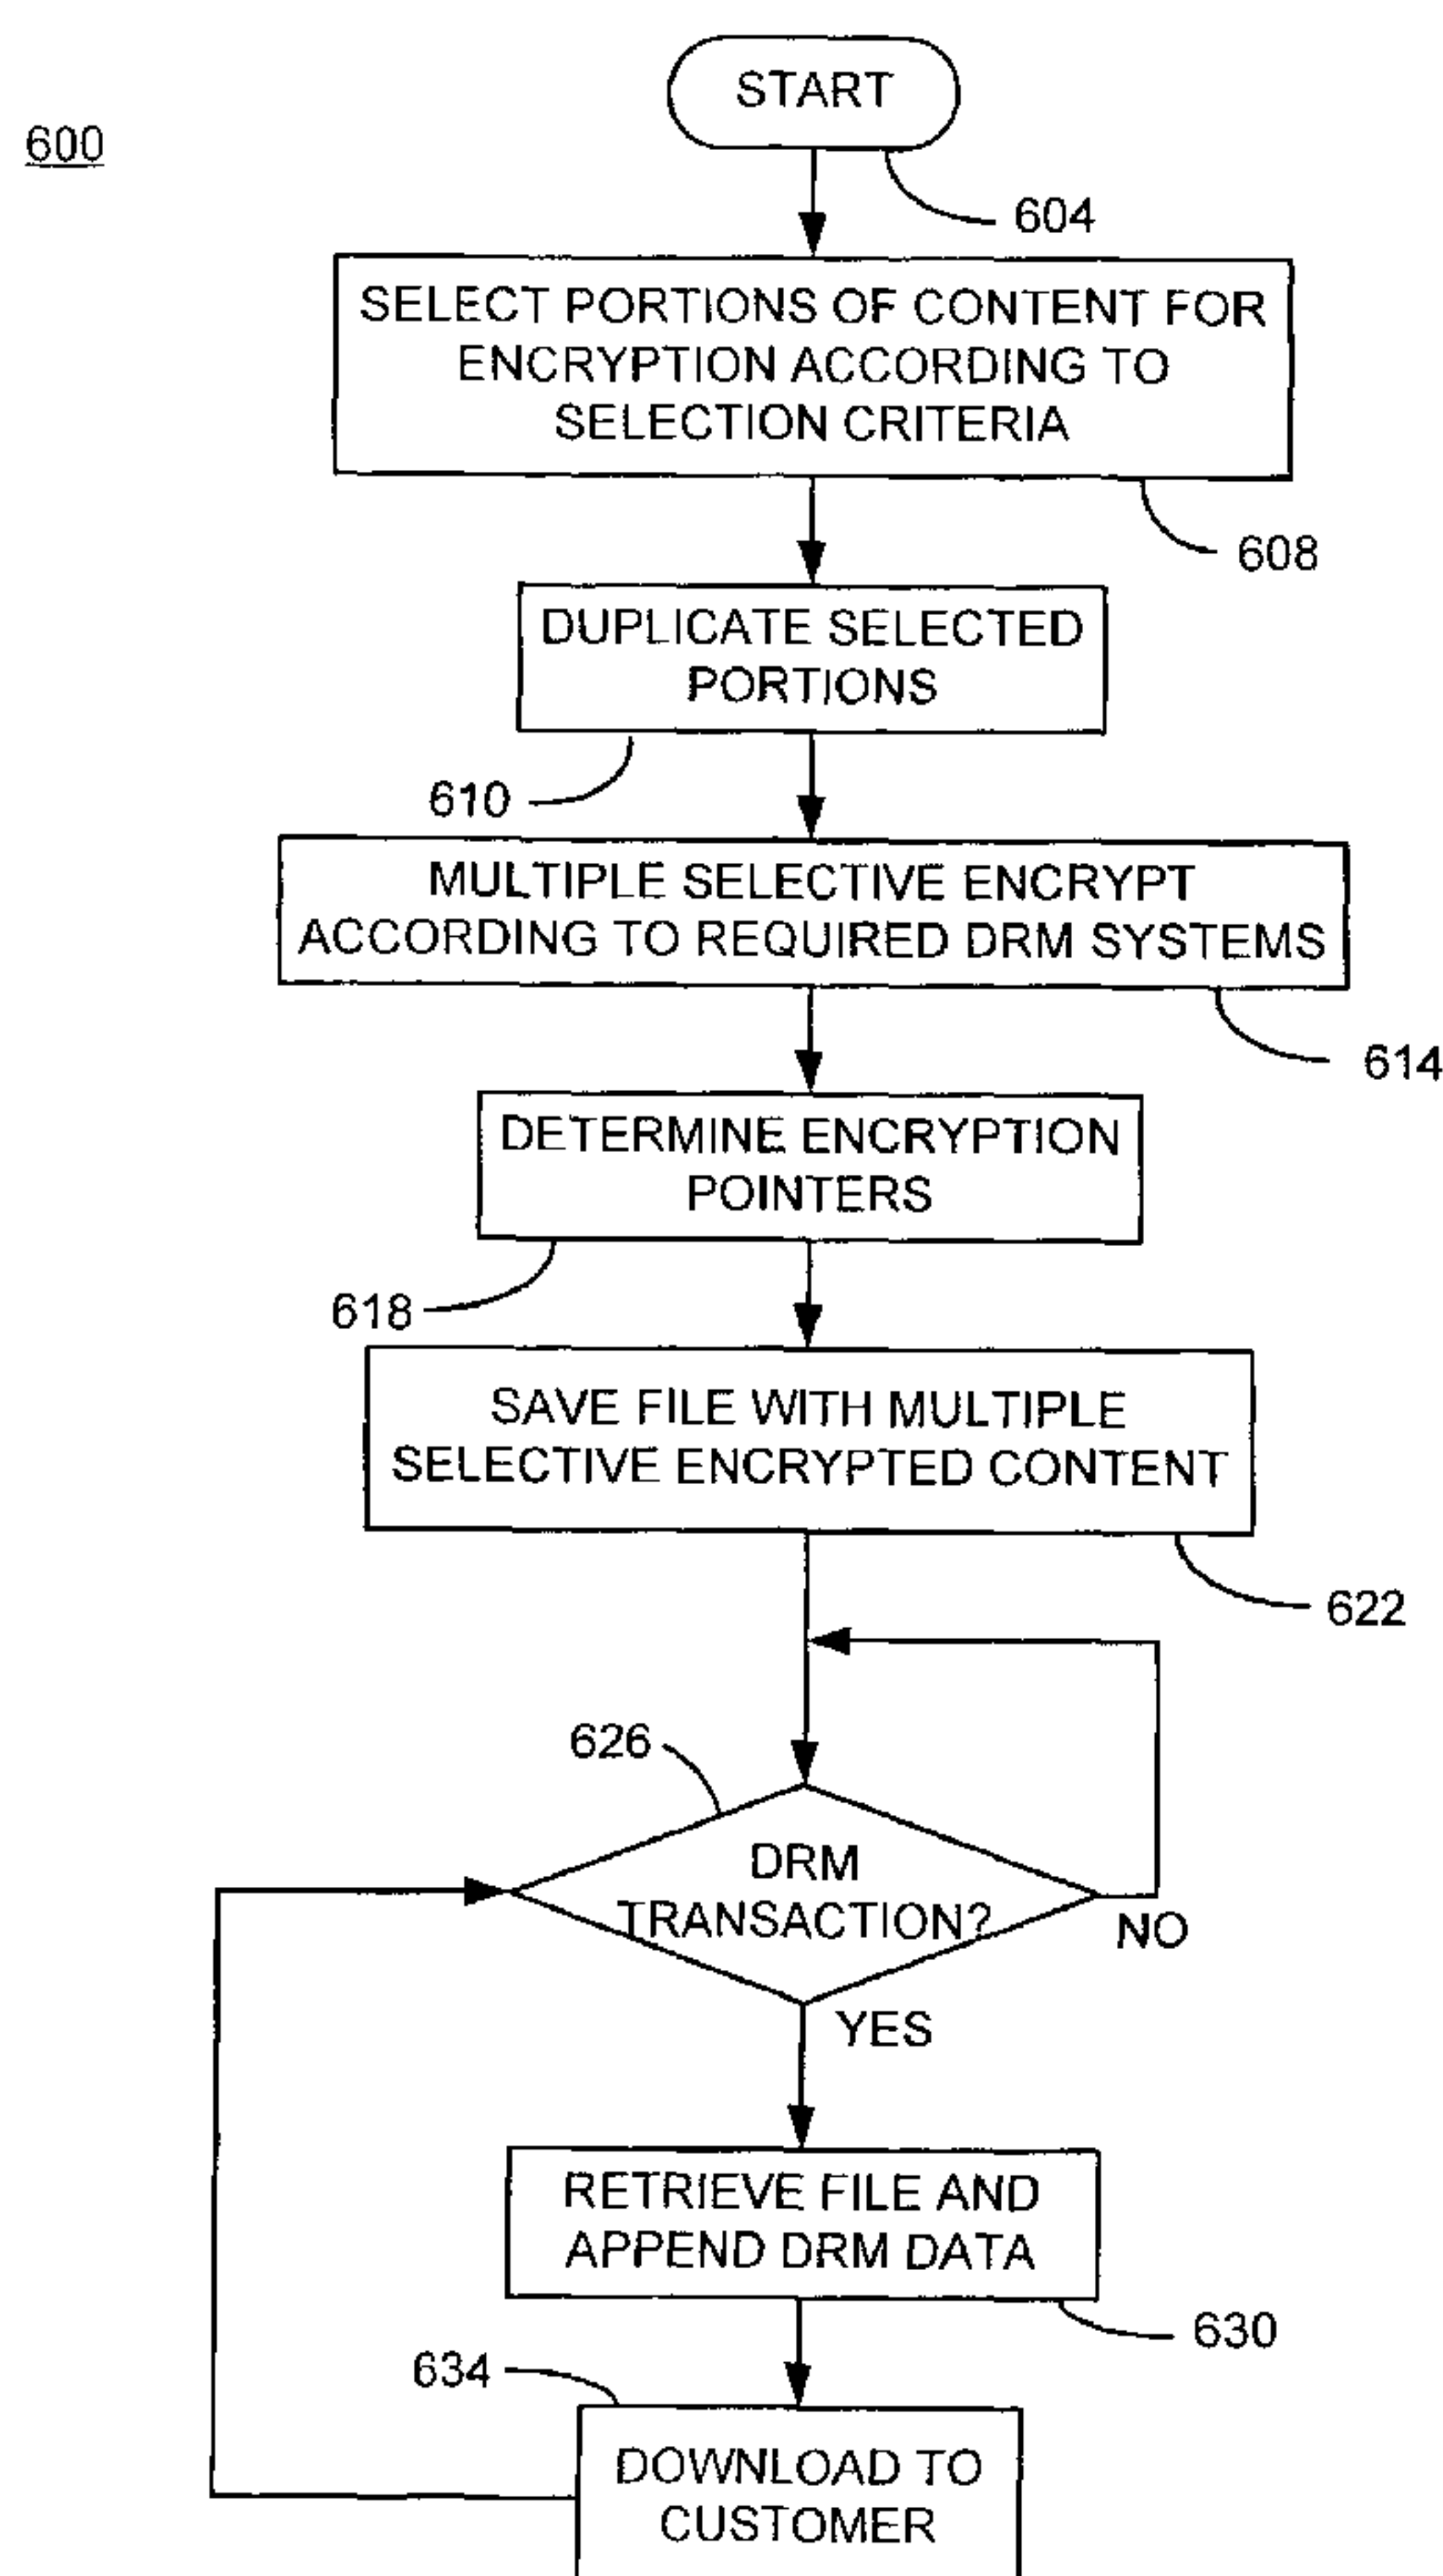 START
600
604
SELECT PORTIONS OF CONTENT FOR
ENCRYPTION ACCORDING TO
SELECTION CRITERIA
608
DUPLICATE SELECTED
PORTIONS
610
MULTIPLE SELECTIVE ENCRYPT
ACCORDING TO REQUIRED DRM SYSTEMS
614
DETERMINE ENCRYPTION
POINTERS
618
SAVE FILE WITH MULTIPLE
SELECTIVE ENCRYPTED CONTENT
622
626
DRM
TRANSACTION?
NO
YES
RETRIEVE FILE AND
APPEND DRM DATA
630
634
DOWNLOAD TO
CUSTOMER